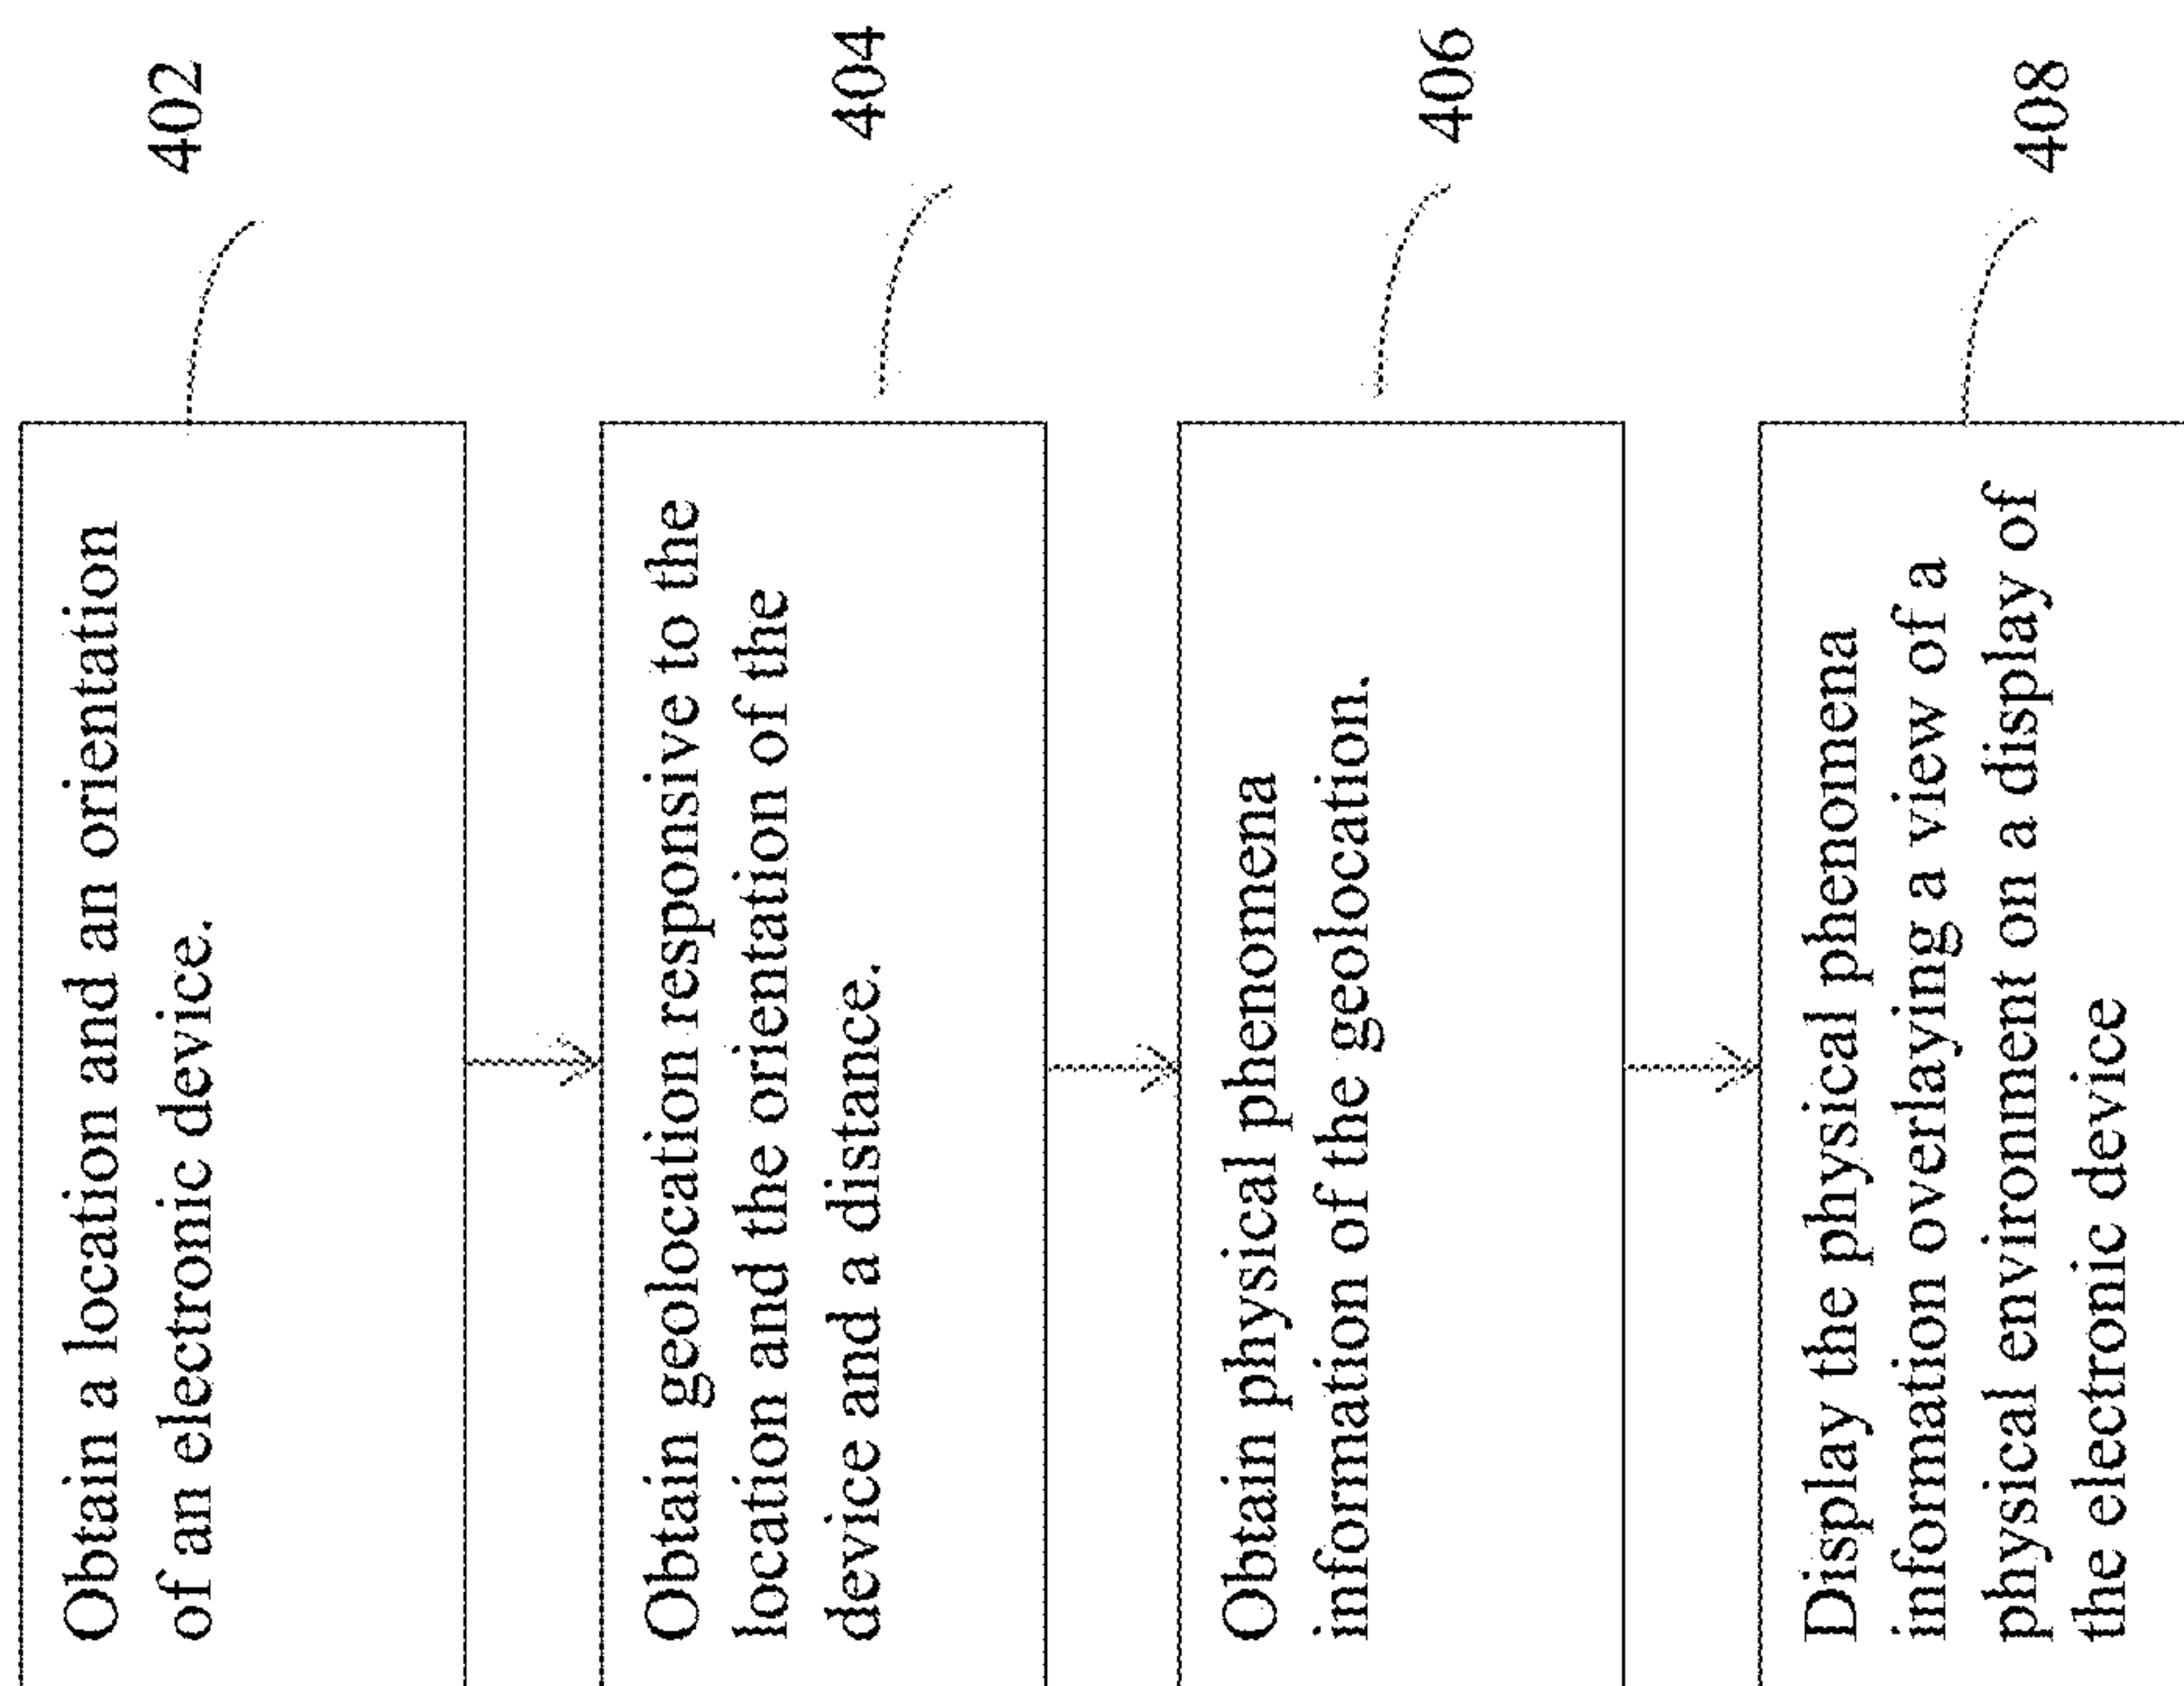 Obtain a location and an orientation
of an electronic device.
402
Obtain geolocation responsive to the
location and the orientation of the
device and a distance.
404
Obtain physical phenomena
information of the geolocation.
406
Display the physical phenomena
information overlaying a view of a
physical environment on a display of
the electronic device
408